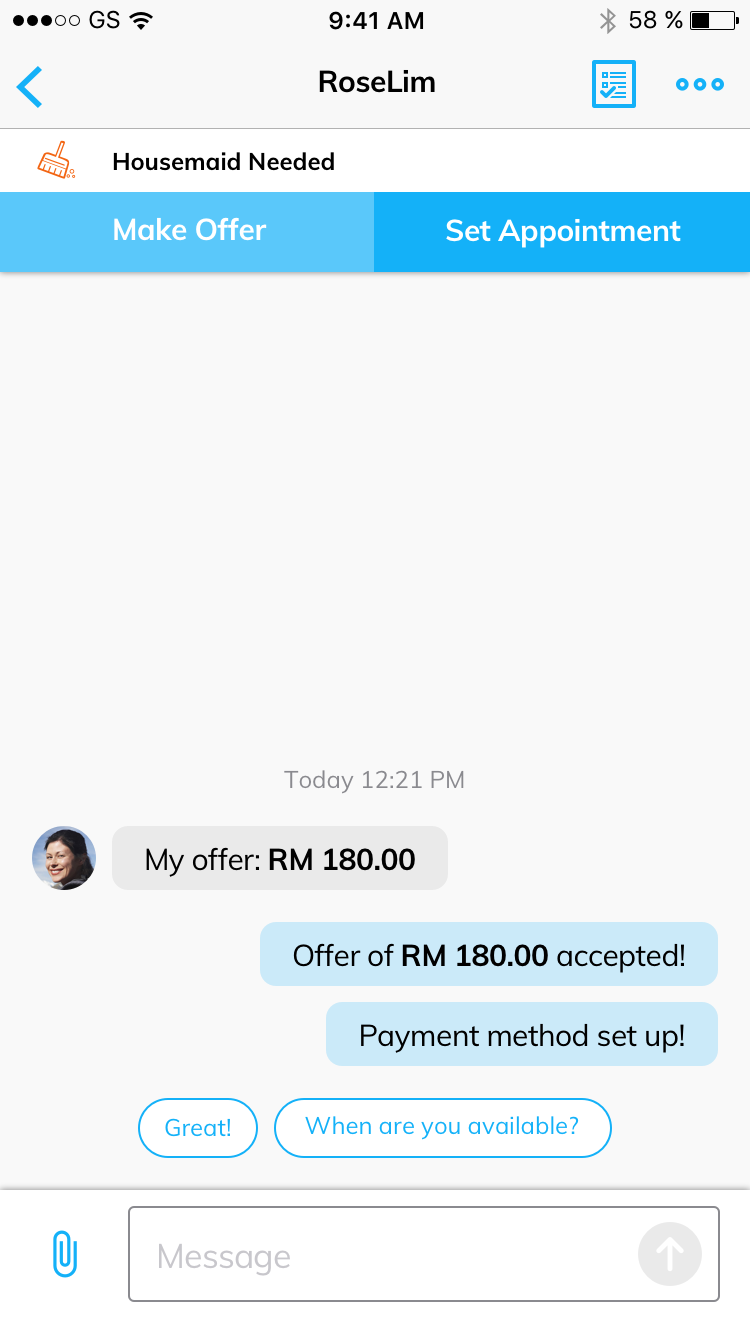 GS 9:41 AM 58 %
RoseLim
Housemaid Needed
Make Offer Set Appointment
Today 12:21 PM
My offer: RM 180.00
Offer of RM 180.00 accepted!
Payment method set up!
Great! When are you available?
Message